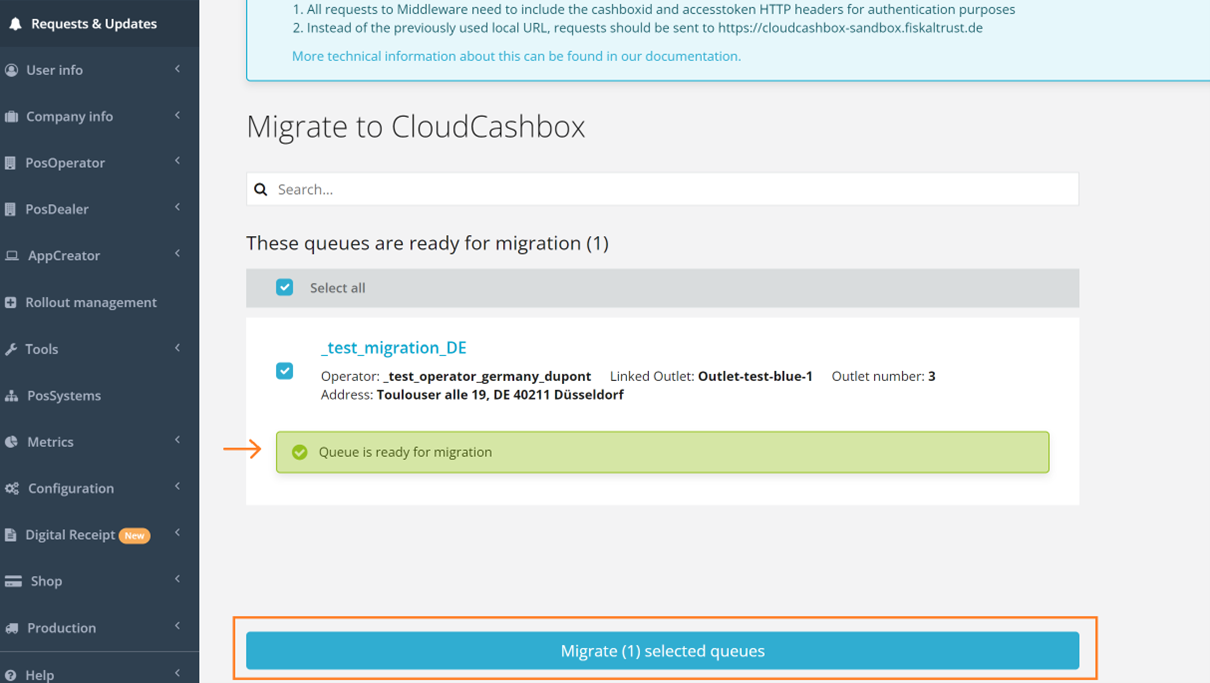 Requests & Updates
User info
Company info
PosOperator
PosDealer
AppCreator
Rollout management
Tools
PosSystems
Metrics
Configuration
Digital Receipt New
Shop
Production
Help
1. All requests to Middleware need to include the cashboxid and accesstoken HTTP headers for authentication purposes
2. Instead of the previously used local URL, requests should be sent to https://cloudcashbox-sandbox.fiskaltrust.de
More technical information about this can be found in our documentation.
Migrate to CloudCashbox
Search...
These queues are ready for migration (1)
Select all
_test_migration_DE
Operator: _test_operator_germany_dupont Linked Outlet: Outlet-test-blue-1 Outlet number: 3
Address: Toulouser alle 19, DE 40211 Düsseldorf
Queue is ready for migration
Migrate (1) selected queues